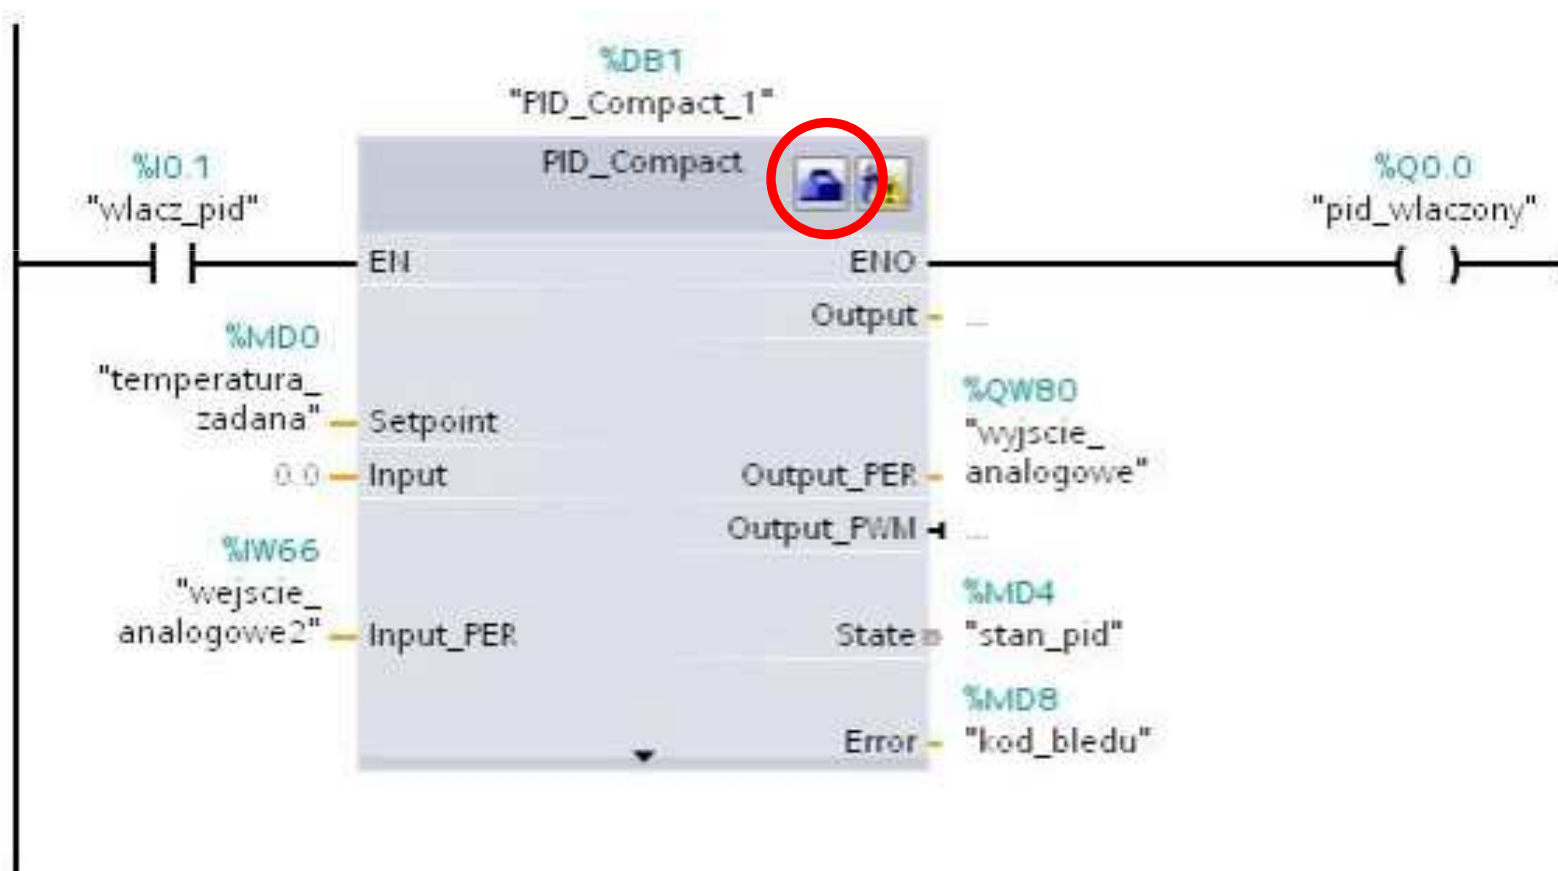 %DB1
"PID_Compact_1"
PID_Compact
%I0.1
"wlacz_pid"
%Q0.0
"pid_wlaczony"
EN
ENO
Output
...
%MD0
"temperatura_
zadana"
Setpoint
%QW80
"wyjscie_
analogowe"
0.0
Input
Output_PER
Output_PWM
...
%IW66
"wejscie_
analogowe2"
Input_PER
%MD4
State
"stan_pid"
%MD8
Error
"kod_bledu"